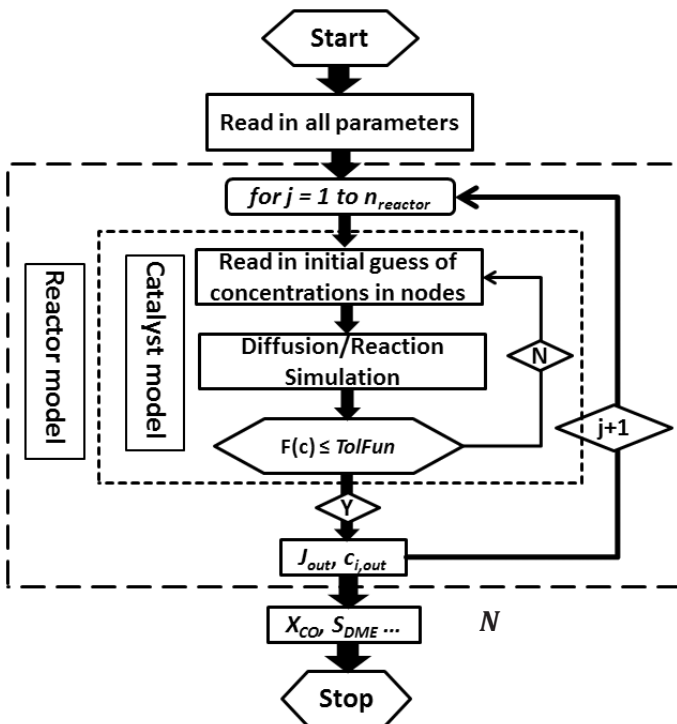 Start
Read in all parameters
for j = 1 to n_reactor
Reactor model
Catalyst model
Read in initial guess of
concentrations in nodes
Diffusion/Reaction
Simulation
N
F(c) ≤ TolFun
j+1
Y
J_out, c_i,out
X_CO, S_DME ...
N
Stop